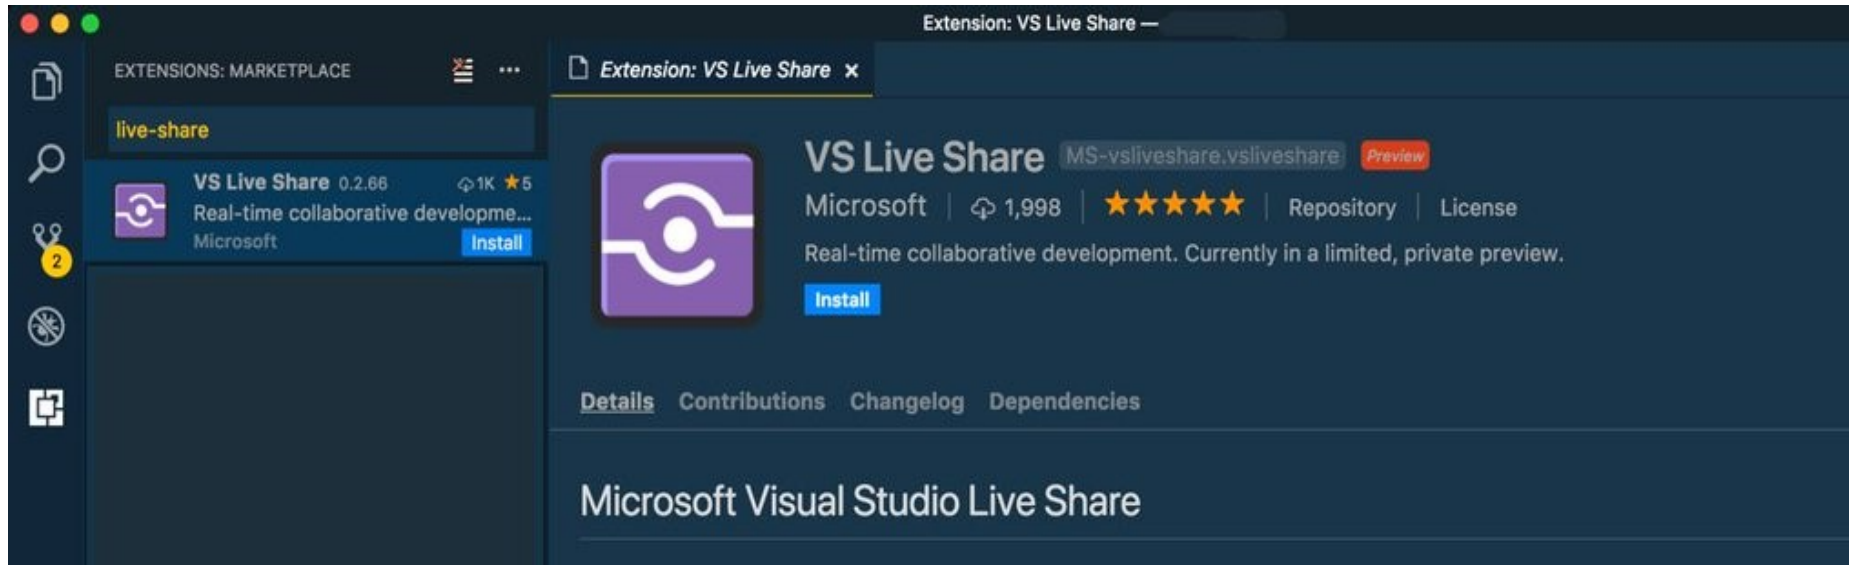 Extension: VS Live Share —
EXTENSIONS: MARKETPLACE
live-share
VS Live Share 0.2.66 1K ★5
Real-time collaborative developme...
Microsoft Install
2
Extension: VS Live Share
VS Live Share MS-vsliveshare.vsliveshare Preview
Microsoft | 1,998 | ★★★★★ | Repository | License
Real-time collaborative development. Currently in a limited, private preview.
Install
Details Contributions Changelog Dependencies
Microsoft Visual Studio Live Share